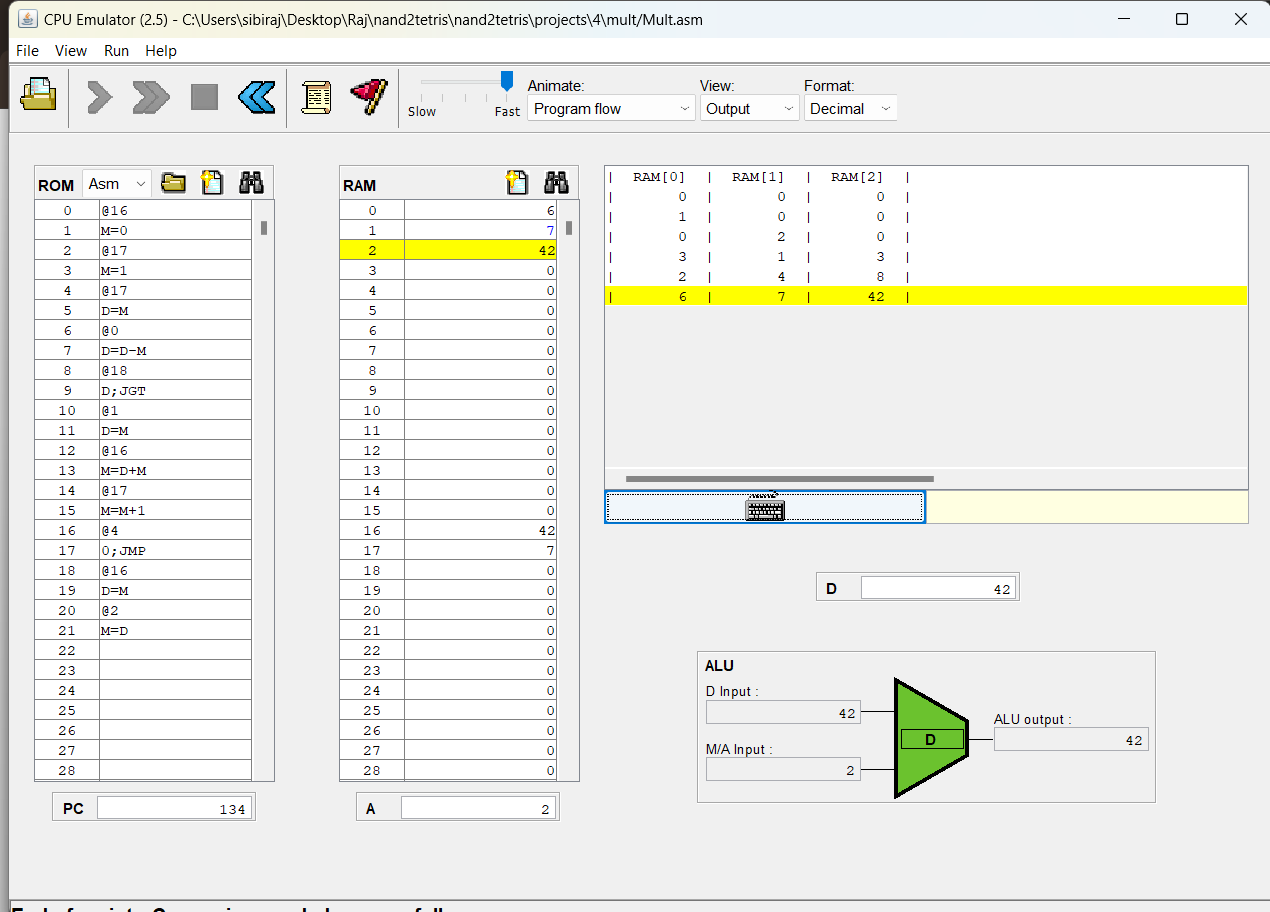 CPU Emulator (2.5) - C:\Users\sibiraj\Desktop\Raj\nand2tetris\nand2tetris\projects\4\mult/Mult.asm
File View Run Help
Animate: View: Format:
Slow Fast Program flow Output Decimal
ROM Asm
0 @16
1 M=0
2 @17
3 M=1
4 @17
5 D=M
6 @0
7 D=D-M
8 @18
9 D;JGT
10 @1
11 D=M
12 @16
13 M=D+M
14 @17
15 M=M+1
16 @4
17 0;JMP
18 @16
19 D=M
20 @2
21 M=D
22
23
24
25
26
27
28
PC 134
RAM
0 6
1 7
2 42
3 0
4 0
5 0
6 0
7 0
8 0
9 0
10 0
11 0
12 0
13 0
14 0
15 0
16 42
17 7
18 0
19 0
20 0
21 0
22 0
23 0
24 0
25 0
26 0
27 0
28 0
A 2
| RAM[0] | RAM[1] | RAM[2] |
| 0 | 0 | 0 |
| 1 | 0 | 0 |
| 0 | 2 | 0 |
| 3 | 1 | 3 |
| 2 | 4 | 8 |
| 6 | 7 | 42 |
D 42
ALU
D Input :
42
M/A Input :
2
D
ALU output :
42